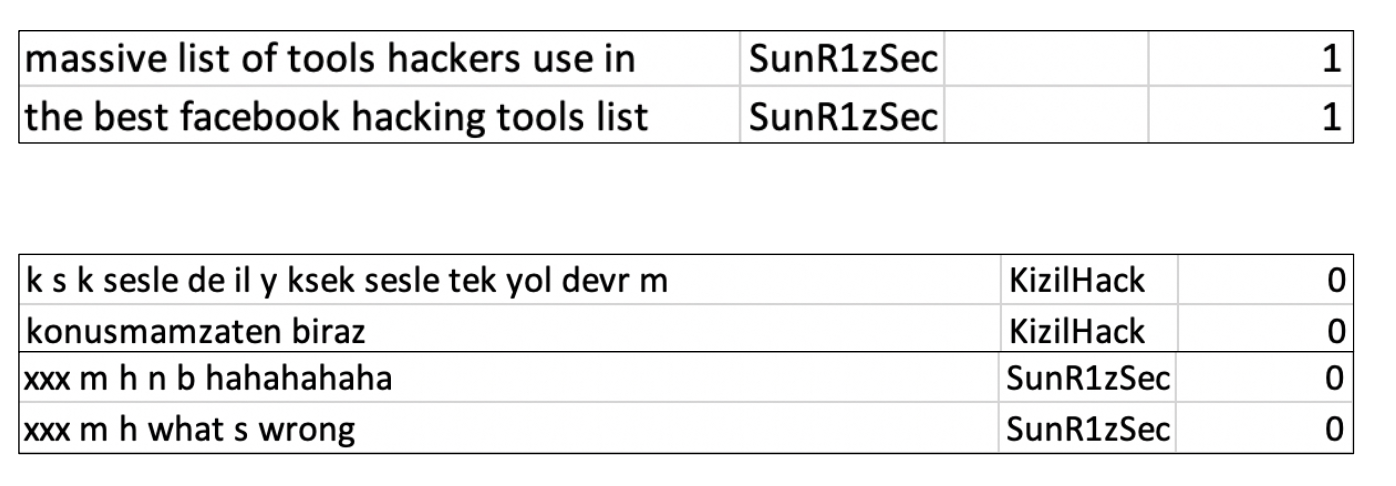 massive list of tools hackers use in SunR1zSec 1
the best facebook hacking tools list SunR1zSec 1
k s k sesle de il y ksek sesle tek yol devr m KizilHack 0
konusmamzaten biraz KizilHack 0
xxx m h n b hahahahaha SunR1zSec 0
xxx m h what s wrong SunR1zSec 0